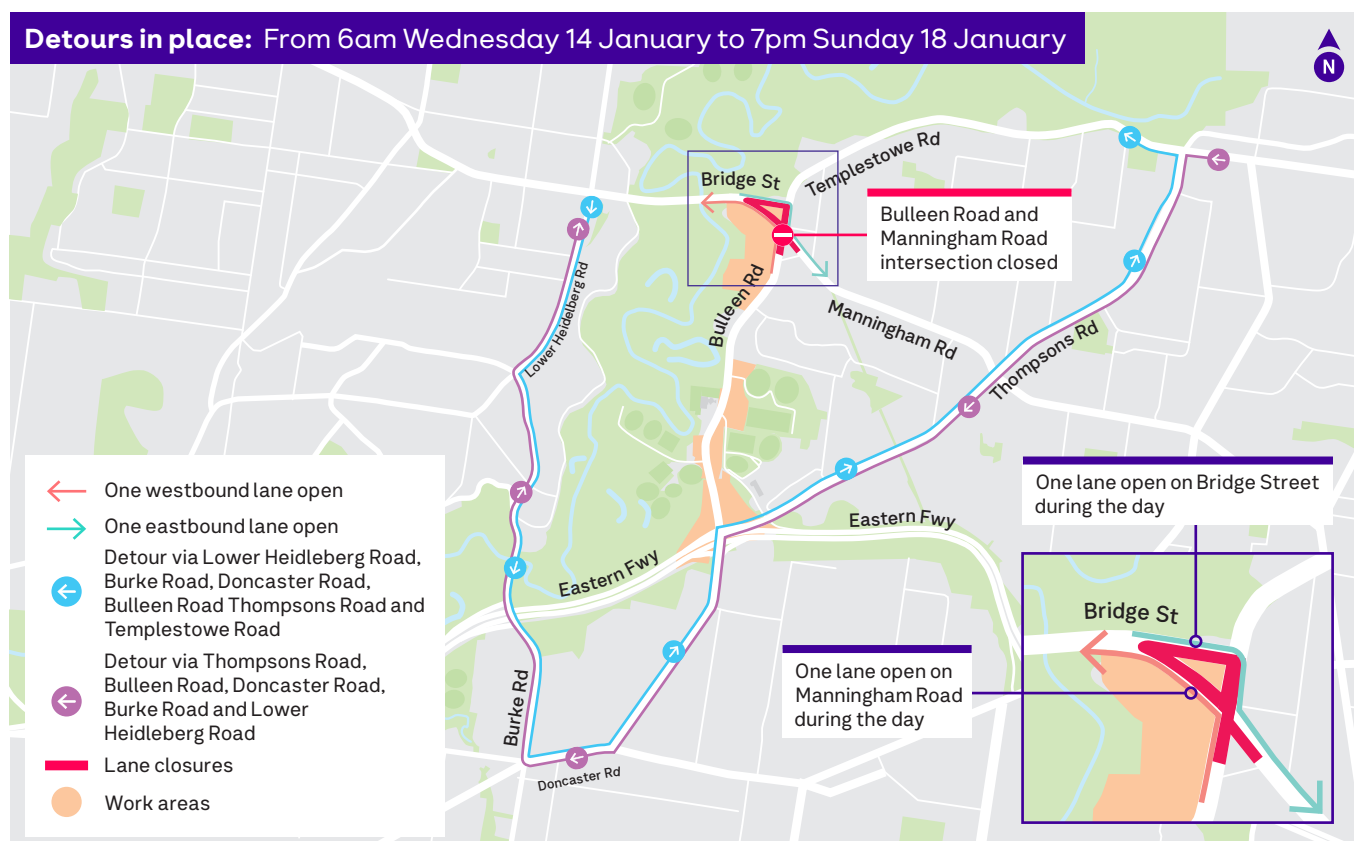 Detours in place: From 6am Wednesday 14 January to 7pm Sunday 18 January
N
Templestowe Rd
Bridge St
Bulleen Road and
Manningham Road
intersection closed
Lower Heidelberg Rd
Bulleen Rd
Manningham Rd
Thompsons Rd
One westbound lane open
One eastbound lane open
Detour via Lower Heidleberg Road,
Burke Road, Doncaster Road,
Bulleen Road Thompsons Road and
Templestowe Road
Detour via Thompsons Road,
Bulleen Road, Doncaster Road,
Burke Road and Lower
Heidleberg Road
Lane closures
Work areas
Eastern Fwy
Eastern Fwy
Burke Rd
Doncaster Rd
One lane open on Bridge Street
during the day
Bridge St
One lane open on
Manningham Road
during the day